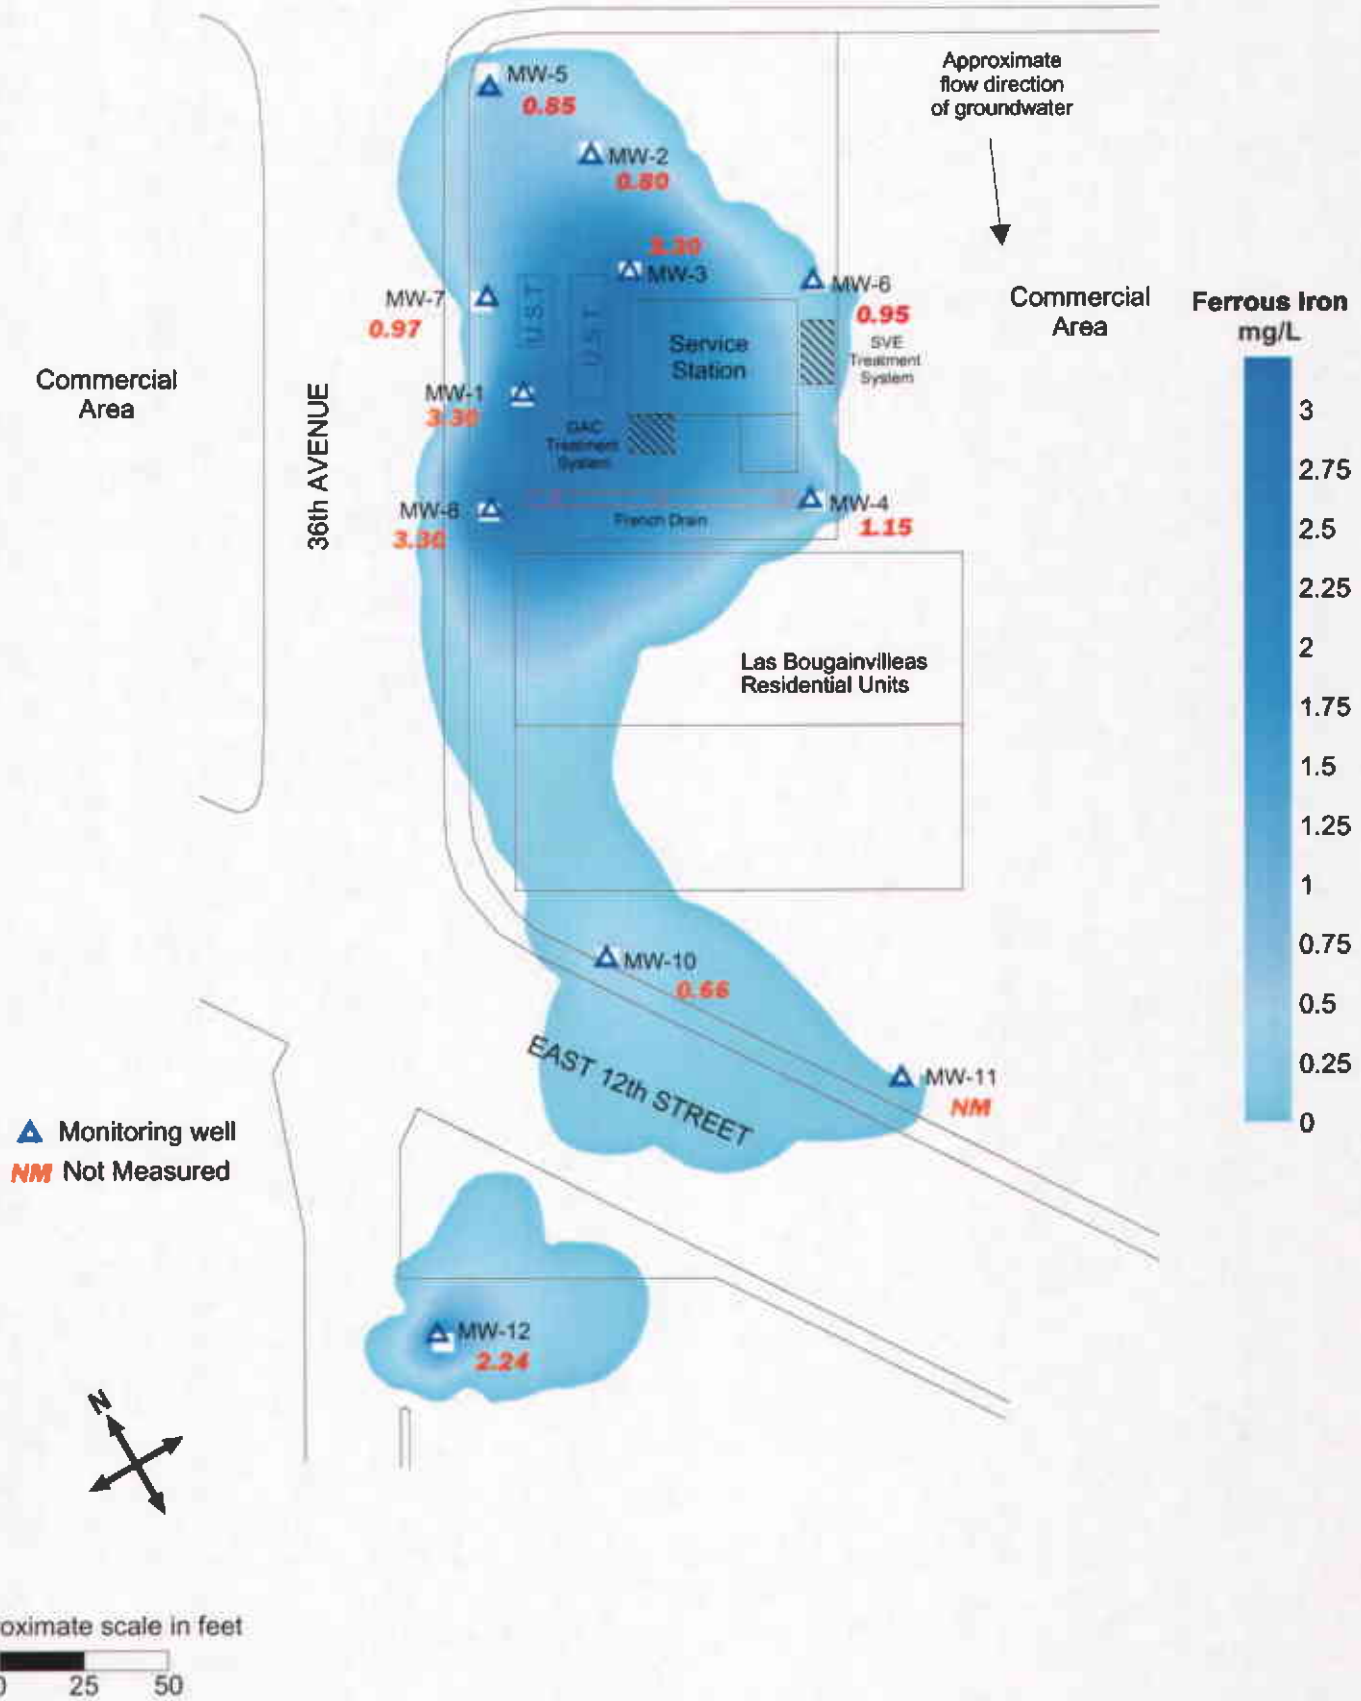 Approximate
flow direction
of groundwater
MW-5
0.85
MW-2
0.80
MW-3
MW-6
0.95
MW-7
0.97
U.S.T
U.S.T.
Service
Station
SVE
Treatment
System
Commercial
Area
Commercial
Area
36th AVENUE
MW-1
3.30
GAC
Treatment
System
MW-8
3.30
French Drain
MW-4
1.15
Las Bougainvilleas
Residential Units
MW-10
0.66
EAST 12th STREET
MW-11
NM
MW-12
2.24
Ferrous Iron
mg/L
3
2.75
2.5
2.25
2
1.75
1.5
1.25
1
0.75
0.5
0.25
0
Monitoring well
NM Not Measured
N
oximate scale in feet
0 25 50